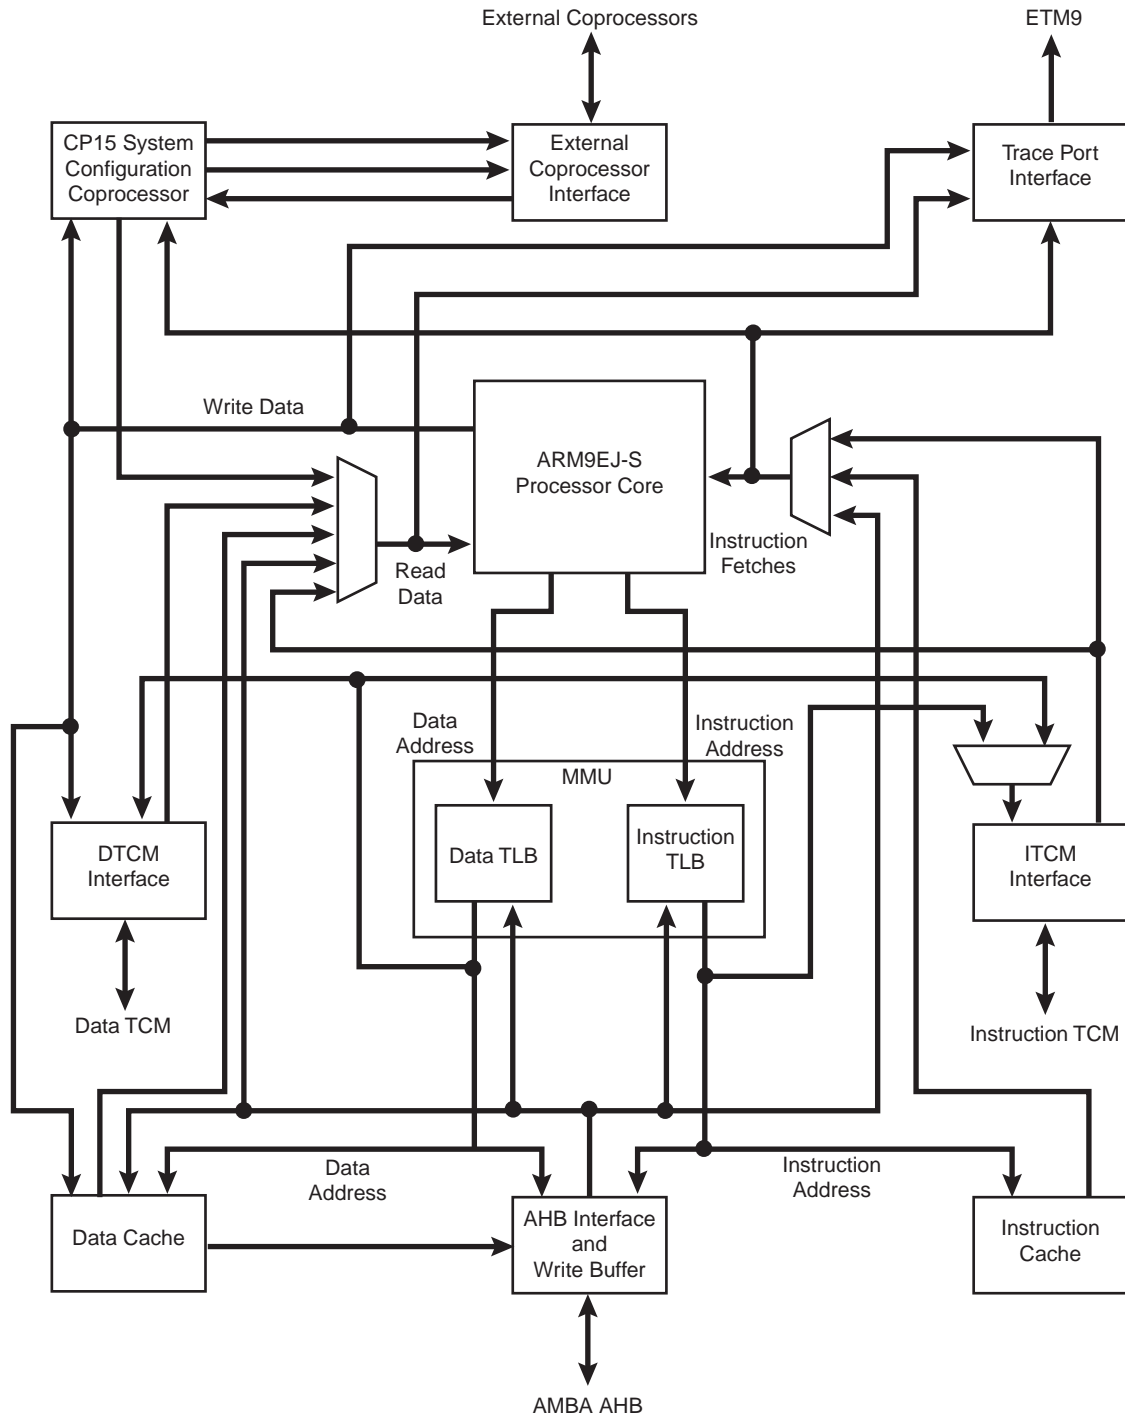 External Coprocessors
ETM9
CP15 System
Configuration
Coprocessor
External
Coprocessor
Interface
Trace Port
Interface
Write Data
ARM9EJ-S
Processor Core
Instruction
Fetches
Read
Data
Data
Address
Instruction
Address
MMU
DTCM
Interface
Data TLB
Instruction
TLB
ITCM
Interface
Data TCM
Instruction TCM
Data
Address
Instruction
Address
Data Cache
AHB Interface
and
Write Buffer
Instruction
Cache
AMBA AHB